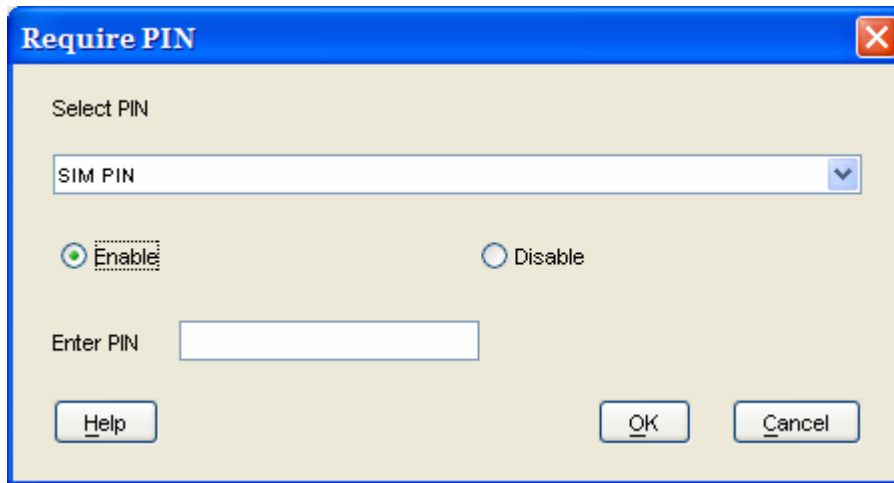 Require PIN
Select PIN
SIM PIN
Enable Disable
Enter PIN
Help OK Cancel